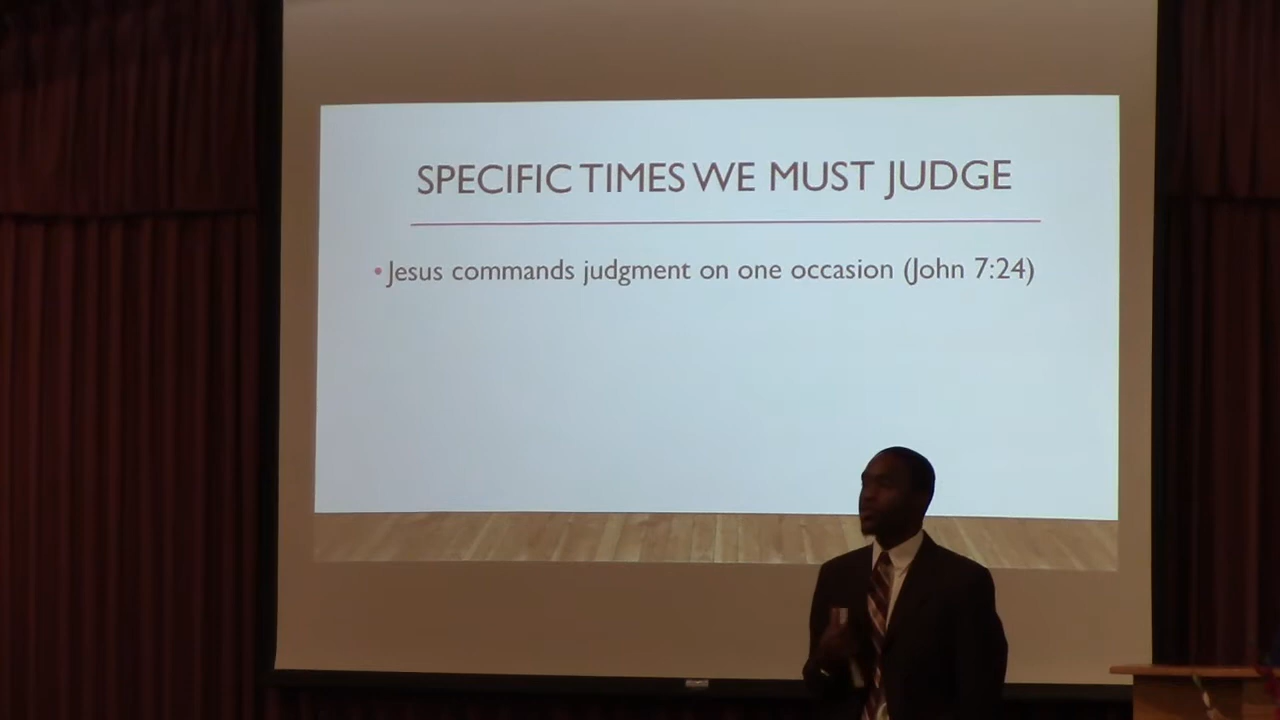 SPECIFIC TIMES WE MUST JUDGE
• Jesus commands judgment on one occasion (John 7:24)